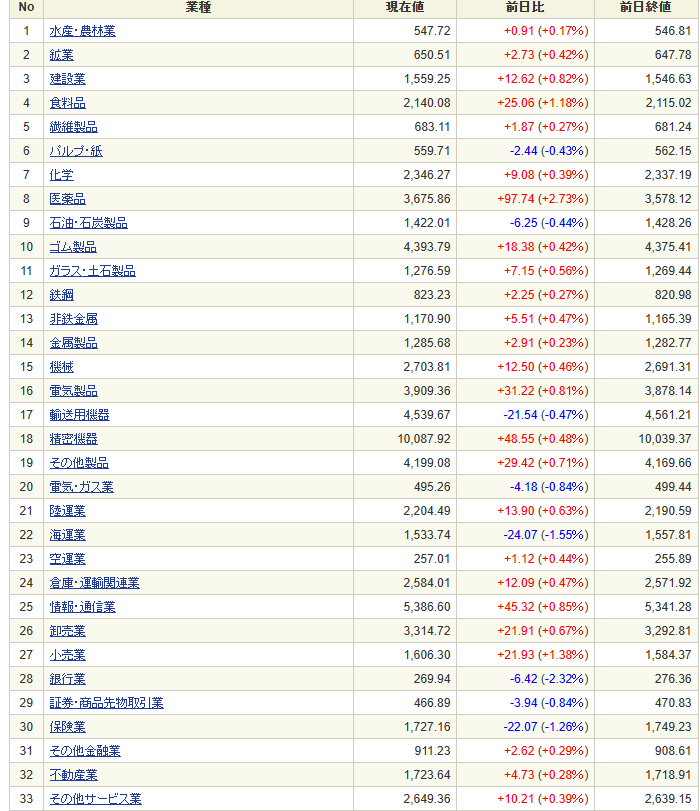 No 業種 現在値 前日比 前日終値
1 水産・農林業 547.72 +0.91 (+0.17%) 546.81
2 鉱業 650.51 +2.73 (+0.42%) 647.78
3 建設業 1,559.25 +12.62 (+0.82%) 1,546.63
4 食料品 2,140.08 +25.06 (+1.18%) 2,115.02
5 繊維製品 683.11 +1.87 (+0.27%) 681.24
6 パルプ・紙 559.71 -2.44 (-0.43%) 562.15
7 化学 2,346.27 +9.08 (+0.39%) 2,337.19
8 医薬品 3,675.86 +97.74 (+2.73%) 3,578.12
9 石油・石炭製品 1,422.01 -6.25 (-0.44%) 1,428.26
10 ゴム製品 4,393.79 +18.38 (+0.42%) 4,375.41
11 ガラス・土石製品 1,276.59 +7.15 (+0.56%) 1,269.44
12 鉄鋼 823.23 +2.25 (+0.27%) 820.98
13 非鉄金属 1,170.90 +5.51 (+0.47%) 1,165.39
14 金属製品 1,285.68 +2.91 (+0.23%) 1,282.77
15 機械 2,703.81 +12.50 (+0.46%) 2,691.31
16 電気製品 3,909.36 +31.22 (+0.81%) 3,878.14
17 輸送用機器 4,539.67 -21.54 (-0.47%) 4,561.21
18 精密機器 10,087.92 +48.55 (+0.48%) 10,039.37
19 その他製品 4,199.08 +29.42 (+0.71%) 4,169.66
20 電気・ガス業 495.26 -4.18 (-0.84%) 499.44
21 陸運業 2,204.49 +13.90 (+0.63%) 2,190.59
22 海運業 1,533.74 -24.07 (-1.55%) 1,557.81
23 空運業 257.01 +1.12 (+0.44%) 255.89
24 倉庫・運輸関連業 2,584.01 +12.09 (+0.47%) 2,571.92
25 情報・通信業 5,386.60 +45.32 (+0.85%) 5,341.28
26 卸売業 3,314.72 +21.91 (+0.67%) 3,292.81
27 小売業 1,606.30 +21.93 (+1.38%) 1,584.37
28 銀行業 269.94 -6.42 (-2.32%) 276.36
29 証券・商品先物取引業 466.89 -3.94 (-0.84%) 470.83
30 保険業 1,727.16 -22.07 (-1.26%) 1,749.23
31 その他金融業 911.23 +2.62 (+0.29%) 908.61
32 不動産業 1,723.64 +4.73 (+0.28%) 1,718.91
33 その他サービス業 2,649.36 +10.21 (+0.39%) 2,639.15